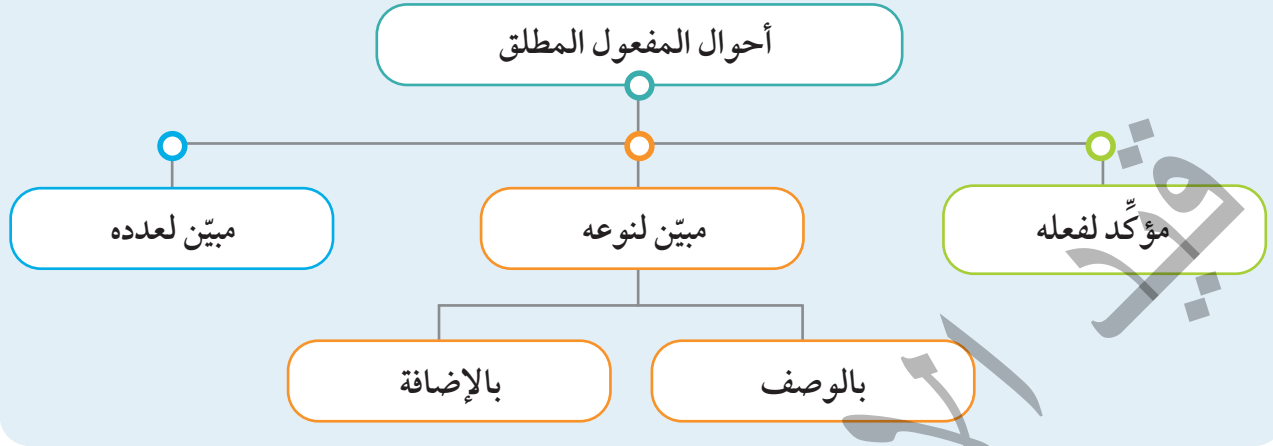 أحوال المفعول المطلق
مؤكِّد لفعله
مبيّن لنوعه
مبيّن لعدده
بالوصف
بالإضافة